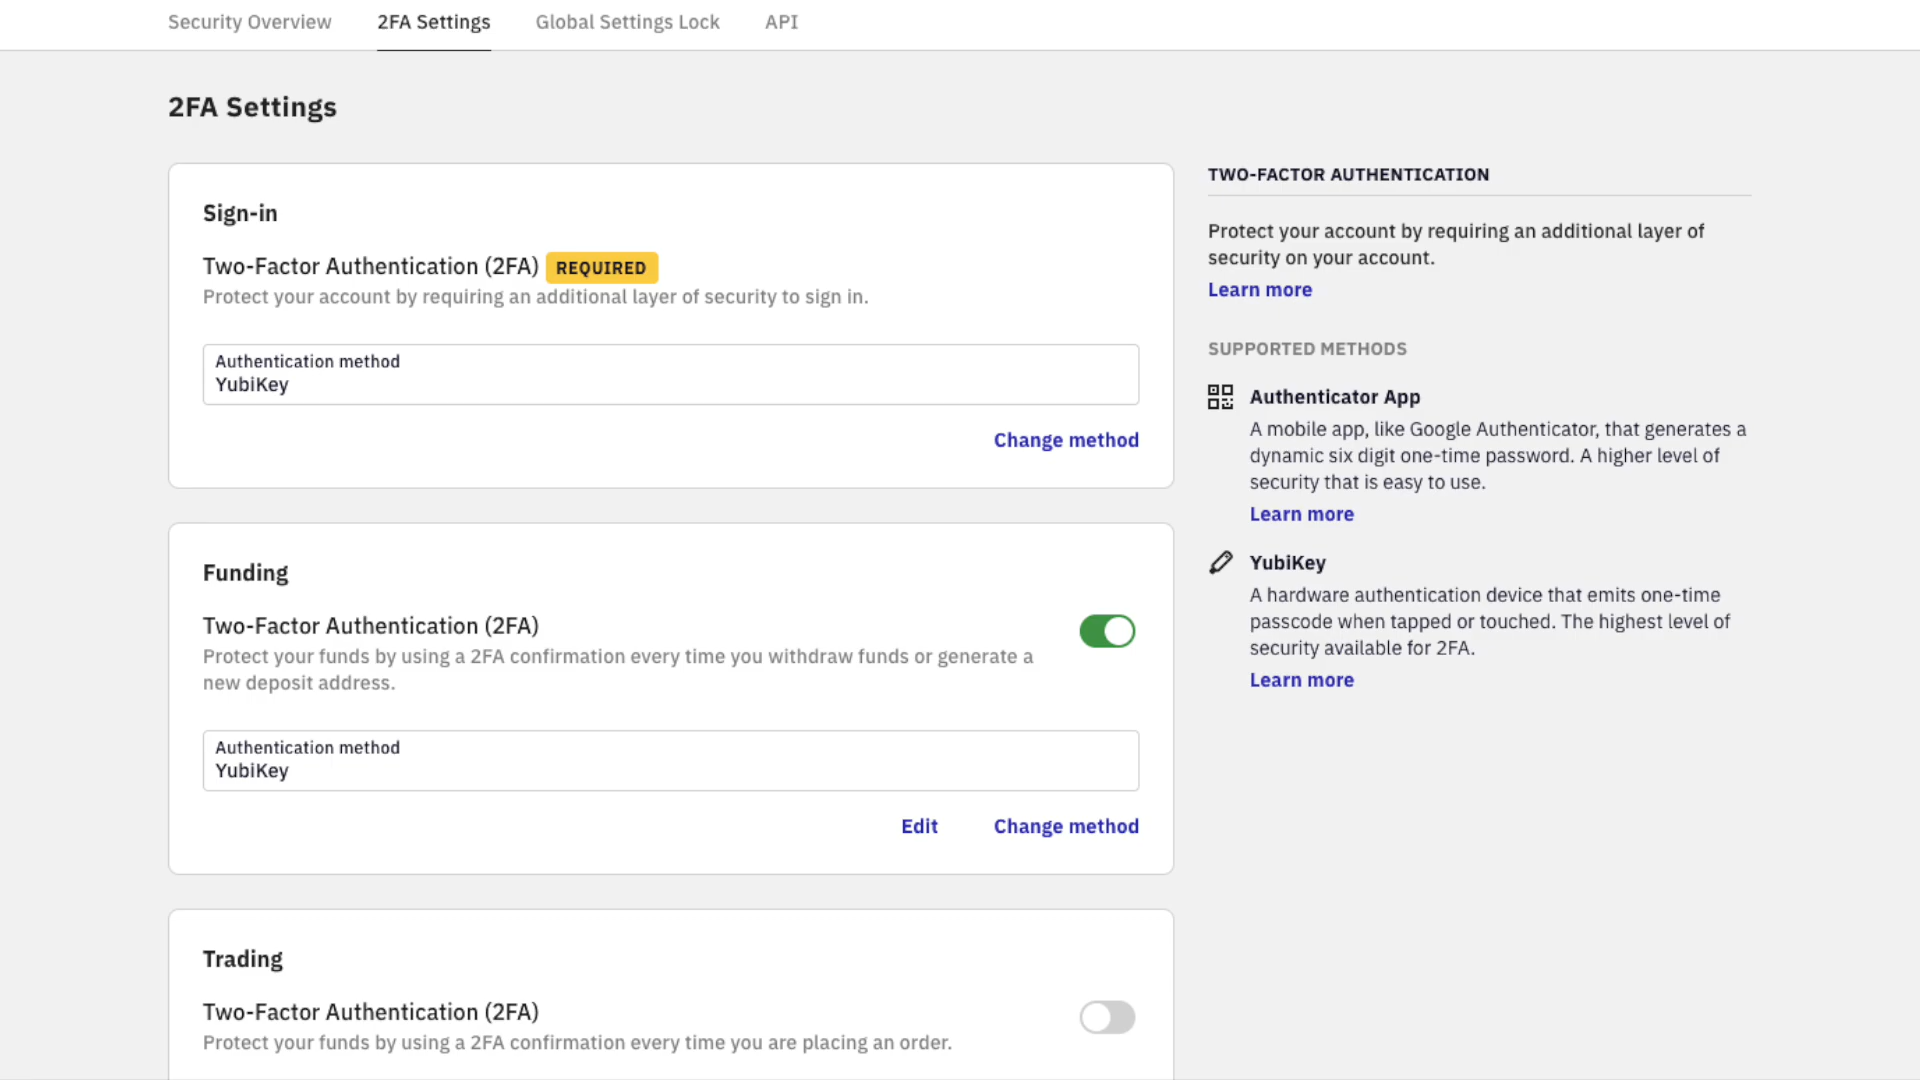 Security Overview 2FA Settings Global Settings Lock API
2FA Settings
Sign-in
Two-Factor Authentication (2FA) REQUIRED
Protect your account by requiring an additional layer of security to sign in.
Authentication method
YubiKey
Change method
Funding
Two-Factor Authentication (2FA)
Protect your funds by using a 2FA confirmation every time you withdraw funds or generate a
new deposit address.
Authentication method
YubiKey
Edit Change method
Trading
Two-Factor Authentication (2FA)
Protect your funds by using a 2FA confirmation every time you are placing an order.
TWO-FACTOR AUTHENTICATION
Protect your account by requiring an additional layer of
security on your account.
Learn more
SUPPORTED METHODS
Authenticator App
A mobile app, like Google Authenticator, that generates a
dynamic six digit one-time password. A higher level of
security that is easy to use.
Learn more
YubiKey
A hardware authentication device that emits one-time
passcode when tapped or touched. The highest level of
security available for 2FA.
Learn more